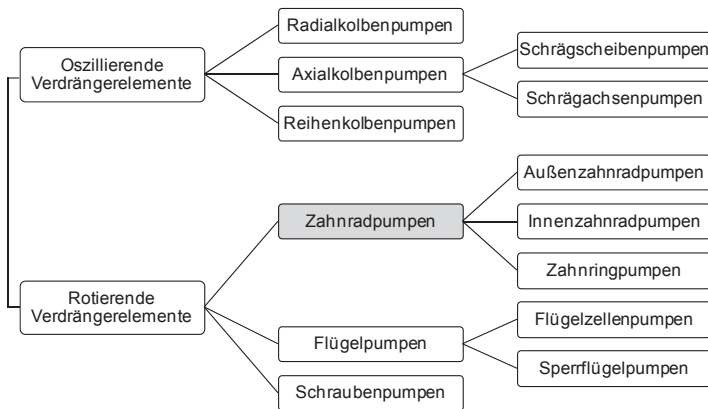 Oszillierende
Verdrängerelemente
Radialkolbenpumpen
Axialkolbenpumpen
Reihenkolbenpumpen
Schrägscheibenpumpen
Schrägachsenpumpen
Rotierende
Verdrängerelemente
Zahnradpumpen
Außenzahnradpumpen
Innenzahnradpumpen
Zahnringpumpen
Flügelpumpen
Flügelzellenpumpen
Sperrflügelpumpen
Schraubenpumpen